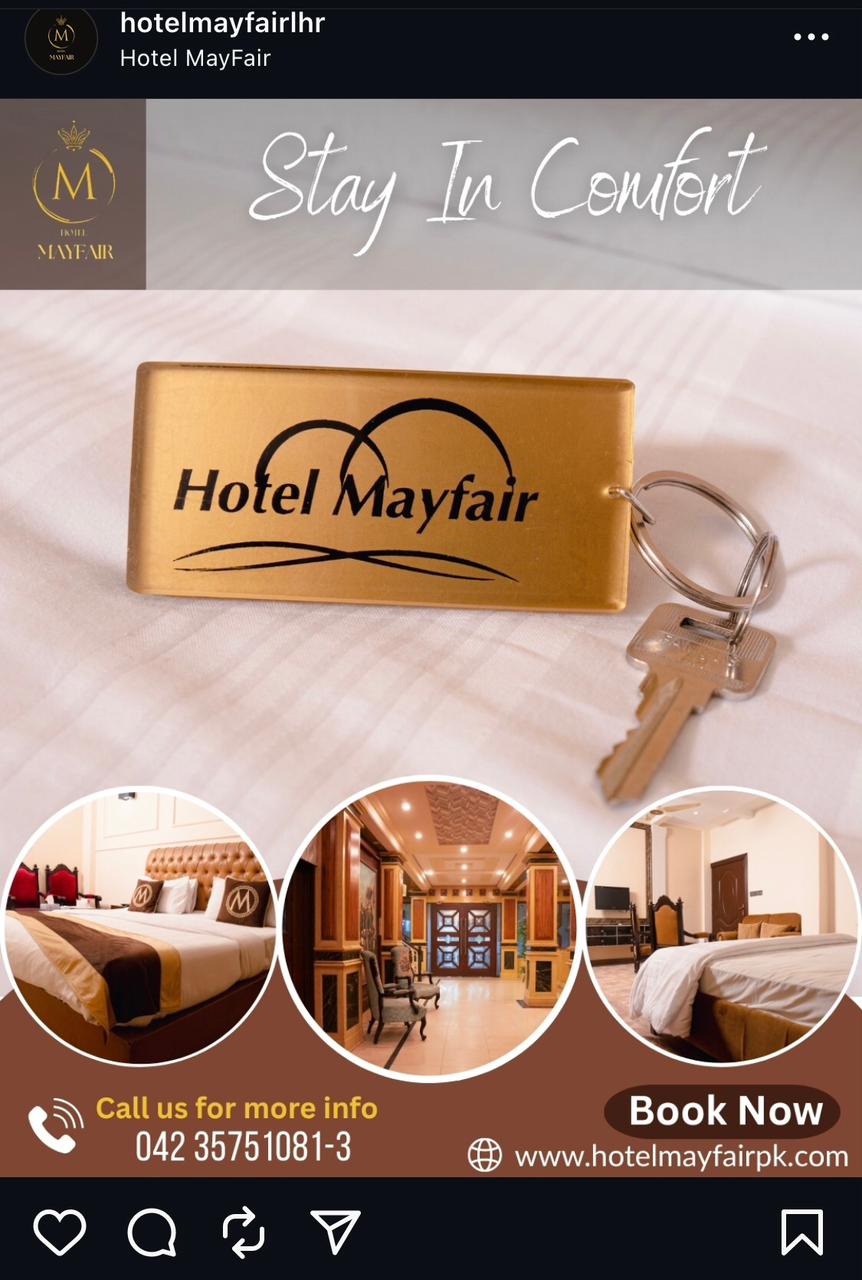 hotelmayfairlhr
Hotel MayFair
M
MAYFAIR
M
HOTEL
MAYFAIR
Stay In Comfort
Hotel Mayfair
M
M
Call us for more info
042 35751081-3
Book Now
www.hotelmayfairpk.com